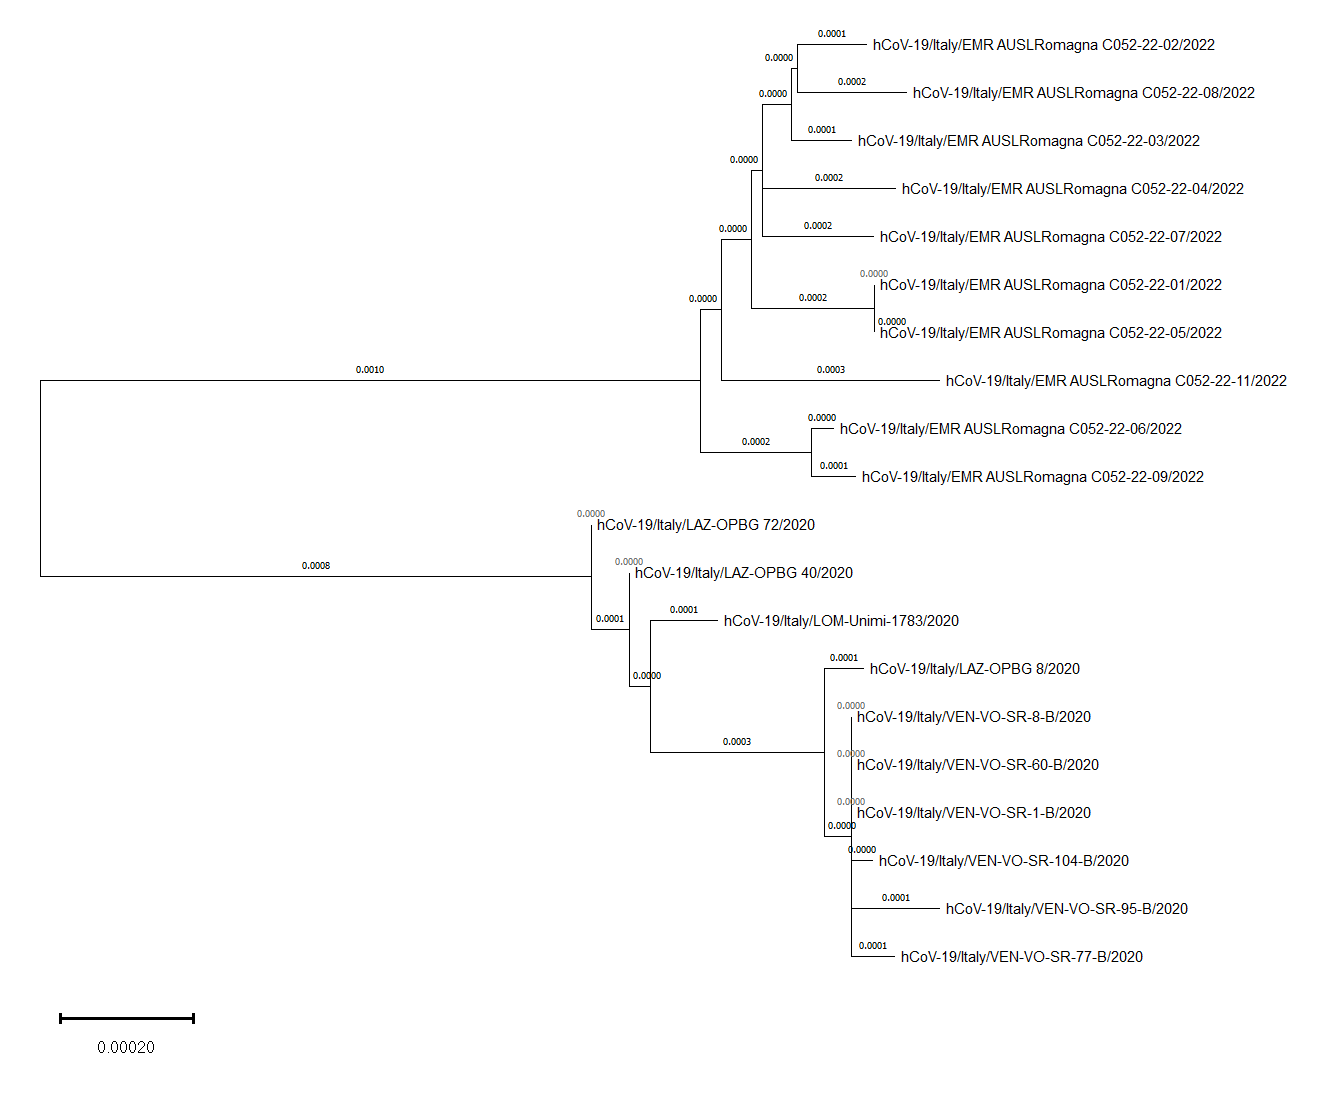 0.0001
hCoV-19/Italy/EMR AUSLRomagna C052-22-02/2022
0.0000
0.0002
hCoV-19/Italy/EMR AUSLRomagna C052-22-08/2022
0.0000
0.0001
hCoV-19/Italy/EMR AUSLRomagna C052-22-03/2022
0.0000
0.0002
hCoV-19/Italy/EMR AUSLRomagna C052-22-04/2022
0.0000
0.0002
hCoV-19/Italy/EMR AUSLRomagna C052-22-07/2022
0.0000
hCoV-19/Italy/EMR AUSLRomagna C052-22-01/2022
0.0000
0.0002
0.0000
hCoV-19/Italy/EMR AUSLRomagna C052-22-05/2022
0.0010
0.0003
hCoV-19/Italy/EMR AUSLRomagna C052-22-11/2022
0.0000
hCoV-19/Italy/EMR AUSLRomagna C052-22-06/2022
0.0002
0.0001
hCoV-19/Italy/EMR AUSLRomagna C052-22-09/2022
0.0000
hCoV-19/Italy/LAZ-OPBG 72/2020
0.0008
0.0000
hCoV-19/Italy/LAZ-OPBG 40/2020
0.0001
0.0001
hCoV-19/Italy/LOM-Unimi-1783/2020
0.0000
0.0001
hCoV-19/Italy/LAZ-OPBG 8/2020
0.0000
hCoV-19/Italy/VEN-VO-SR-8-B/2020
0.0003
0.0000
hCoV-19/Italy/VEN-VO-SR-60-B/2020
0.0000
hCoV-19/Italy/VEN-VO-SR-1-B/2020
0.0000
0.0000
hCoV-19/Italy/VEN-VO-SR-104-B/2020
0.0001
hCoV-19/Italy/VEN-VO-SR-95-B/2020
0.0001
hCoV-19/Italy/VEN-VO-SR-77-B/2020
0.00020